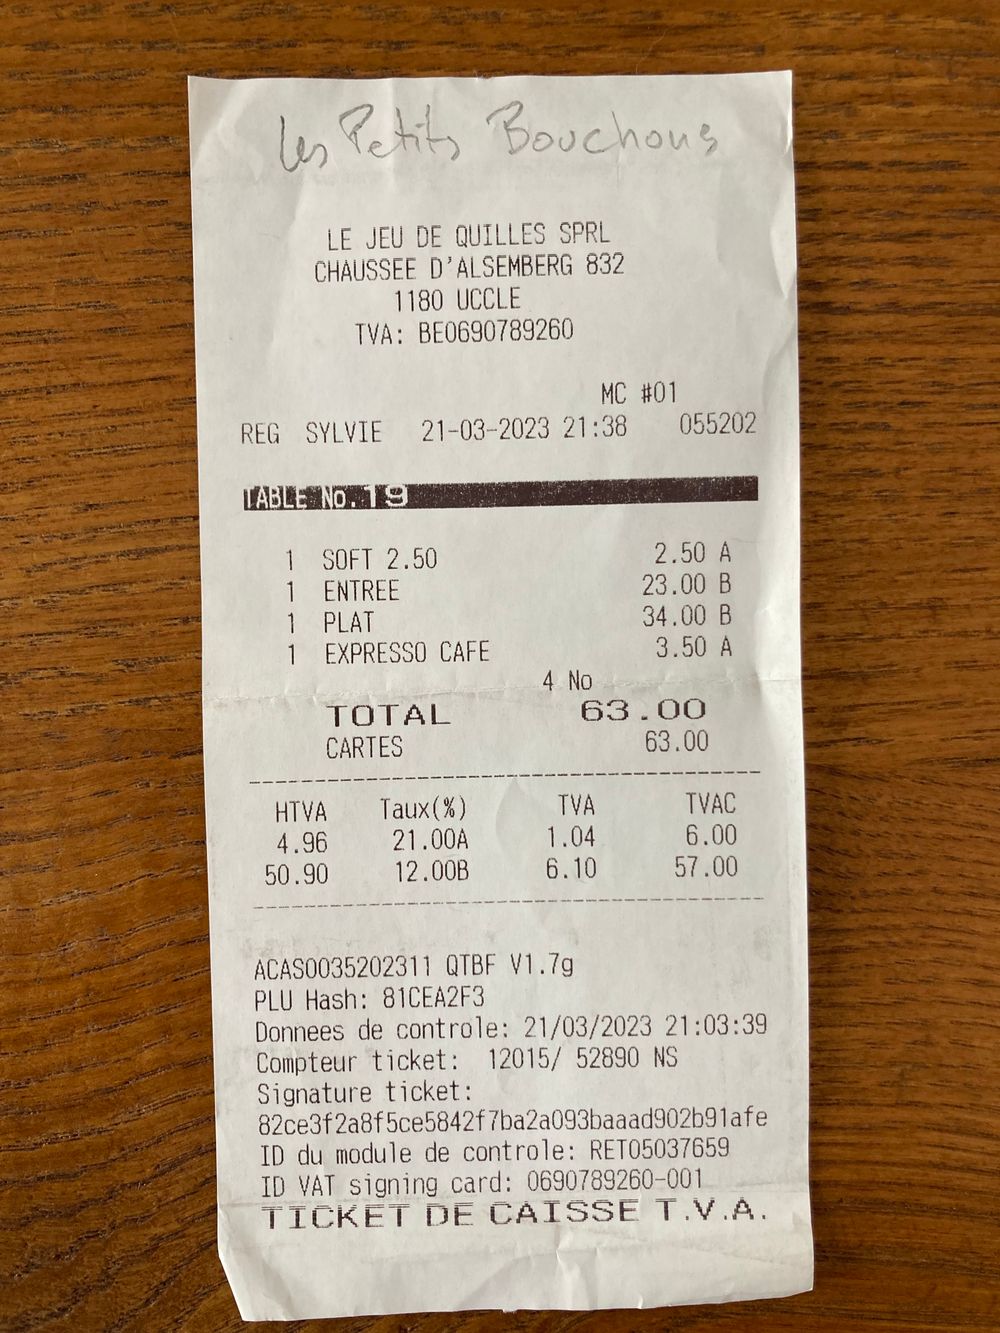 Les Petits Bouchons
LE JEU DE QUILLES SPRL
CHAUSSEE D'ALSEMBERG 832
1180 UCCLE
TVA: BE0690789260
MC #01
REG SYLVIE 21-03-2023 21:38 055202
TABLE No.19
1 SOFT 2.50 2.50 A
1 ENTREE 23.00 B
1 PLAT 34.00 B
1 EXPRESSO CAFE 3.50 A
4 No
TOTAL 63.00
CARTES 63.00
HTVA Taux(%) TVA TVAC
4.96 21.00A 1.04 6.00
50.90 12.00B 6.10 57.00
ACAS0035202311 QTBF V1.7g
PLU Hash: 81CEA2F3
Donnees de controle: 21/03/2023 21:03:39
Compteur ticket: 12015/ 52890 NS
Signature ticket:
82ce3f2a8f5ce5842f7ba2a093baaad902b91afe
ID du module de controle: RET05037659
ID VAT signing card: 0690789260-001
TICKET DE CAISSE T.V.A.